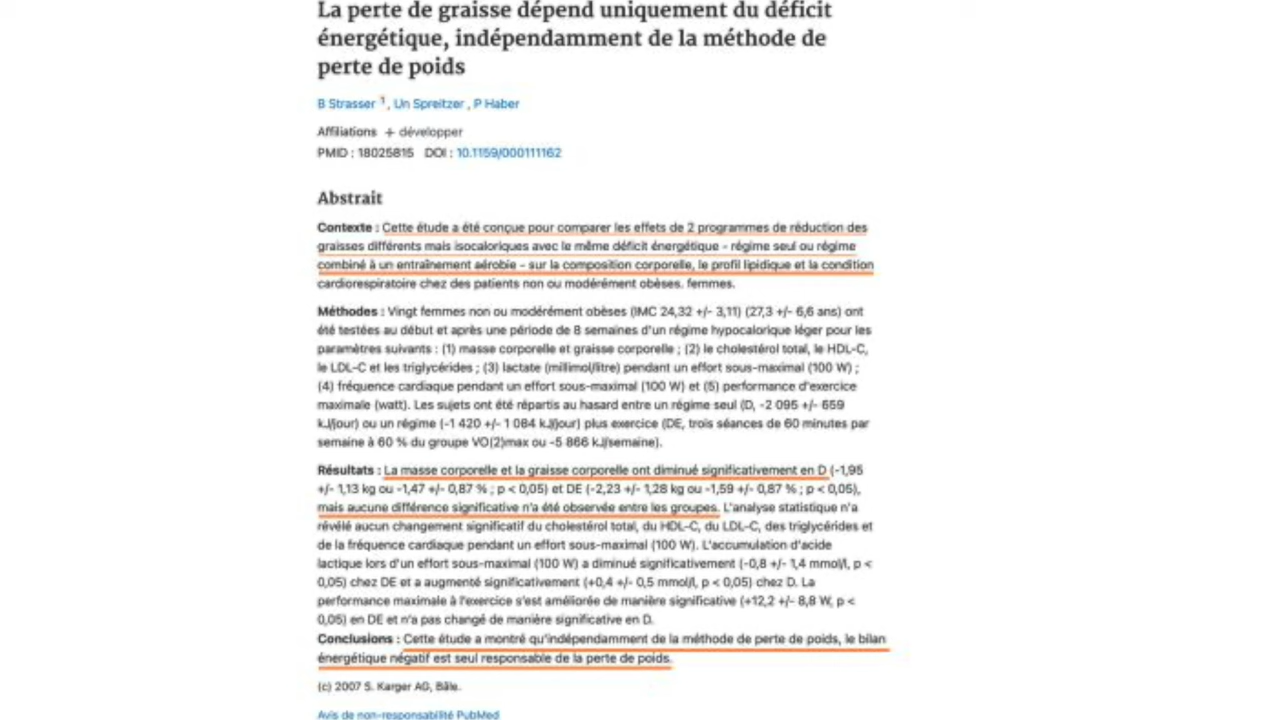 La perte de graisse dépend uniquement du déficit
énergétique, indépendamment de la méthode de
perte de poids
B Strasser 1 , Un Spreitzer , P Haber
Affiliations + développer
PMID : 18025815 DOI : 10.1159/000111162
Abstrait
Contexte : Cette étude a été conçue pour comparer les effets de 2 programmes de réduction des
graisses différents mais isocaloriques avec le même déficit énergétique - régime seul ou régime
combiné à un entraînement aérobie - sur la composition corporelle, le profil lipidique et la condition
cardiorespiratoire chez des patients non ou modérément obèses. femmes.
Méthodes : Vingt femmes non ou modérément obèses (IMC 24,32 +/- 3,11) (27,3 +/- 6,6 ans) ont
été testées au début et après une période de 8 semaines d'un régime hypocalorique léger pour les
paramètres suivants : (1) masse corporelle et graisse corporelle ; (2) le cholestérol total, le HDL-C,
le LDL-C et les triglycérides ; (3) lactate (millimol/litre) pendant un effort sous-maximal (100 W) ;
(4) fréquence cardiaque pendant un effort sous-maximal (100 W) et (5) performance d'exercice
maximale (watt). Les sujets ont été répartis au hasard entre un régime seul (D, -2 095 +/- 659
kJ/jour) ou un régime (-1 420 +/- 1 084 kJ/jour) plus exercice (DE, trois séances de 60 minutes par
semaine à 60 % du groupe VO(2)max ou -5 866 kJ/semaine).
Résultats : La masse corporelle et la graisse corporelle ont diminué significativement en D (-1,95
+/- 1,13 kg ou -1,47 +/- 0,87 % ; p < 0,05) et DE (-2,23 +/- 1,28 kg ou -1,59 +/- 0,87 % ; p < 0,05),
mais aucune différence significative n'a été observée entre les groupes. L'analyse statistique n'a
révélé aucun changement significatif du cholestérol total, du HDL-C, du LDL-C, des triglycérides et
de la fréquence cardiaque pendant un effort sous-maximal (100 W). L'accumulation d'acide
lactique lors d'un effort sous-maximal (100 W) a diminué significativement (-0,8 +/- 1,4 mmol/l, p <
0,05) chez DE et a augmenté significativement (+0,4 +/- 0,5 mmol/l, p < 0,05) chez D. La
performance maximale à l'exercice s'est améliorée de manière significative (+12,2 +/- 8,8 W, p <
0,05) en DE et n'a pas changé de manière significative en D.
Conclusions : Cette étude a montré qu'indépendamment de la méthode de perte de poids, le bilan
énergétique négatif est seul responsable de la perte de poids.
(c) 2007 S. Karger AG, Bâle.
Avis de non-responsabilité PubMed